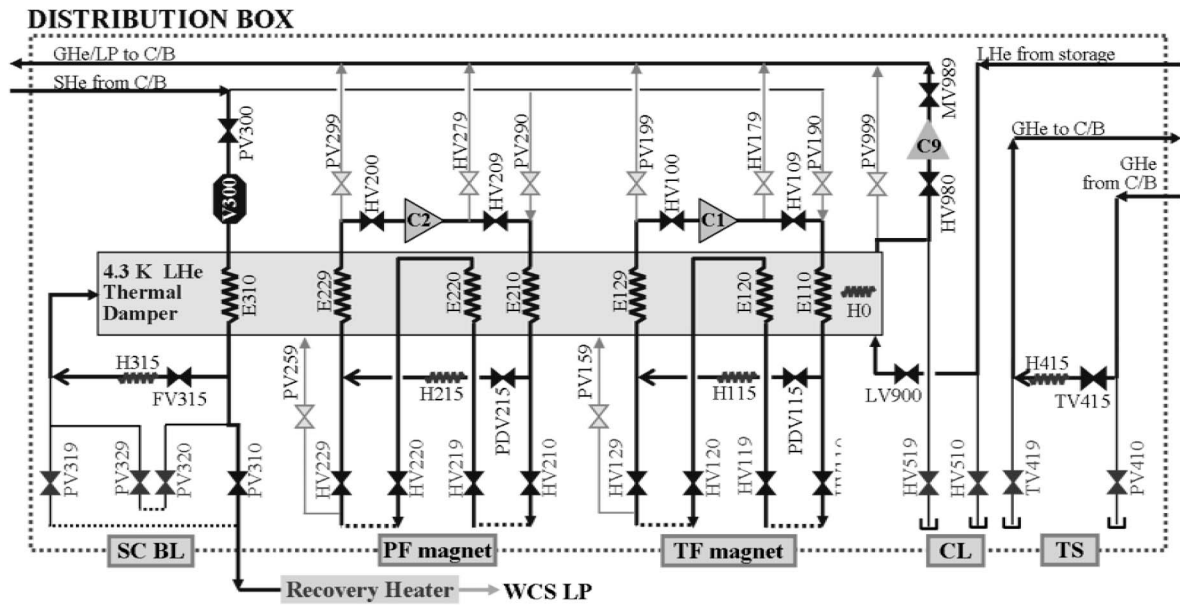 DISTRIBUTION BOX
GHe/LP to C/B
LHe from storage
SHe from C/B
PV300
V300
PV299
HV200
C2
HV279
HV209
PV290
PV199
HV100
C1
HV179
HV109
PV190
PV999
MV989
C9
HV980
GHe to C/B
GHe
from C/B
4.3 K LHe
Thermal
Damper
E310
E229
E220
E210
E129
E120
E110
H0
H315
FV315
PV259
H215
PDV215
PV159
H115
PDV115
LV900
H415
TV415
PV319
PV329
PV320
PV310
HV229
HV220
HV219
HV210
HV129
HV120
HV119
HV519
HV510
TV419
PV410
SC BL
PF magnet
TF magnet
CL
TS
Recovery Heater
WCS LP